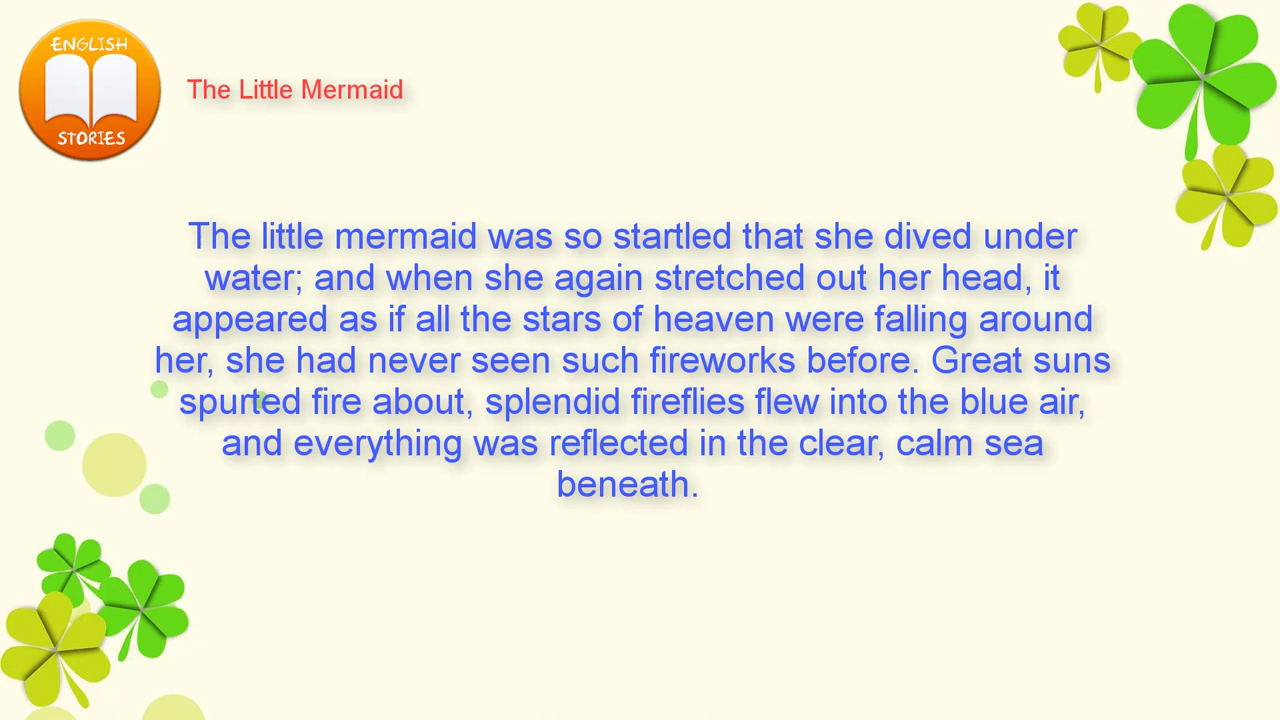 ENGLISH
STORIES
The Little Mermaid
The little mermaid was so startled that she dived under
water; and when she again stretched out her head, it
appeared as if all the stars of heaven were falling around
her, she had never seen such fireworks before. Great suns
spurted fire about, splendid fireflies flew into the blue air,
and everything was reflected in the clear, calm sea
beneath.